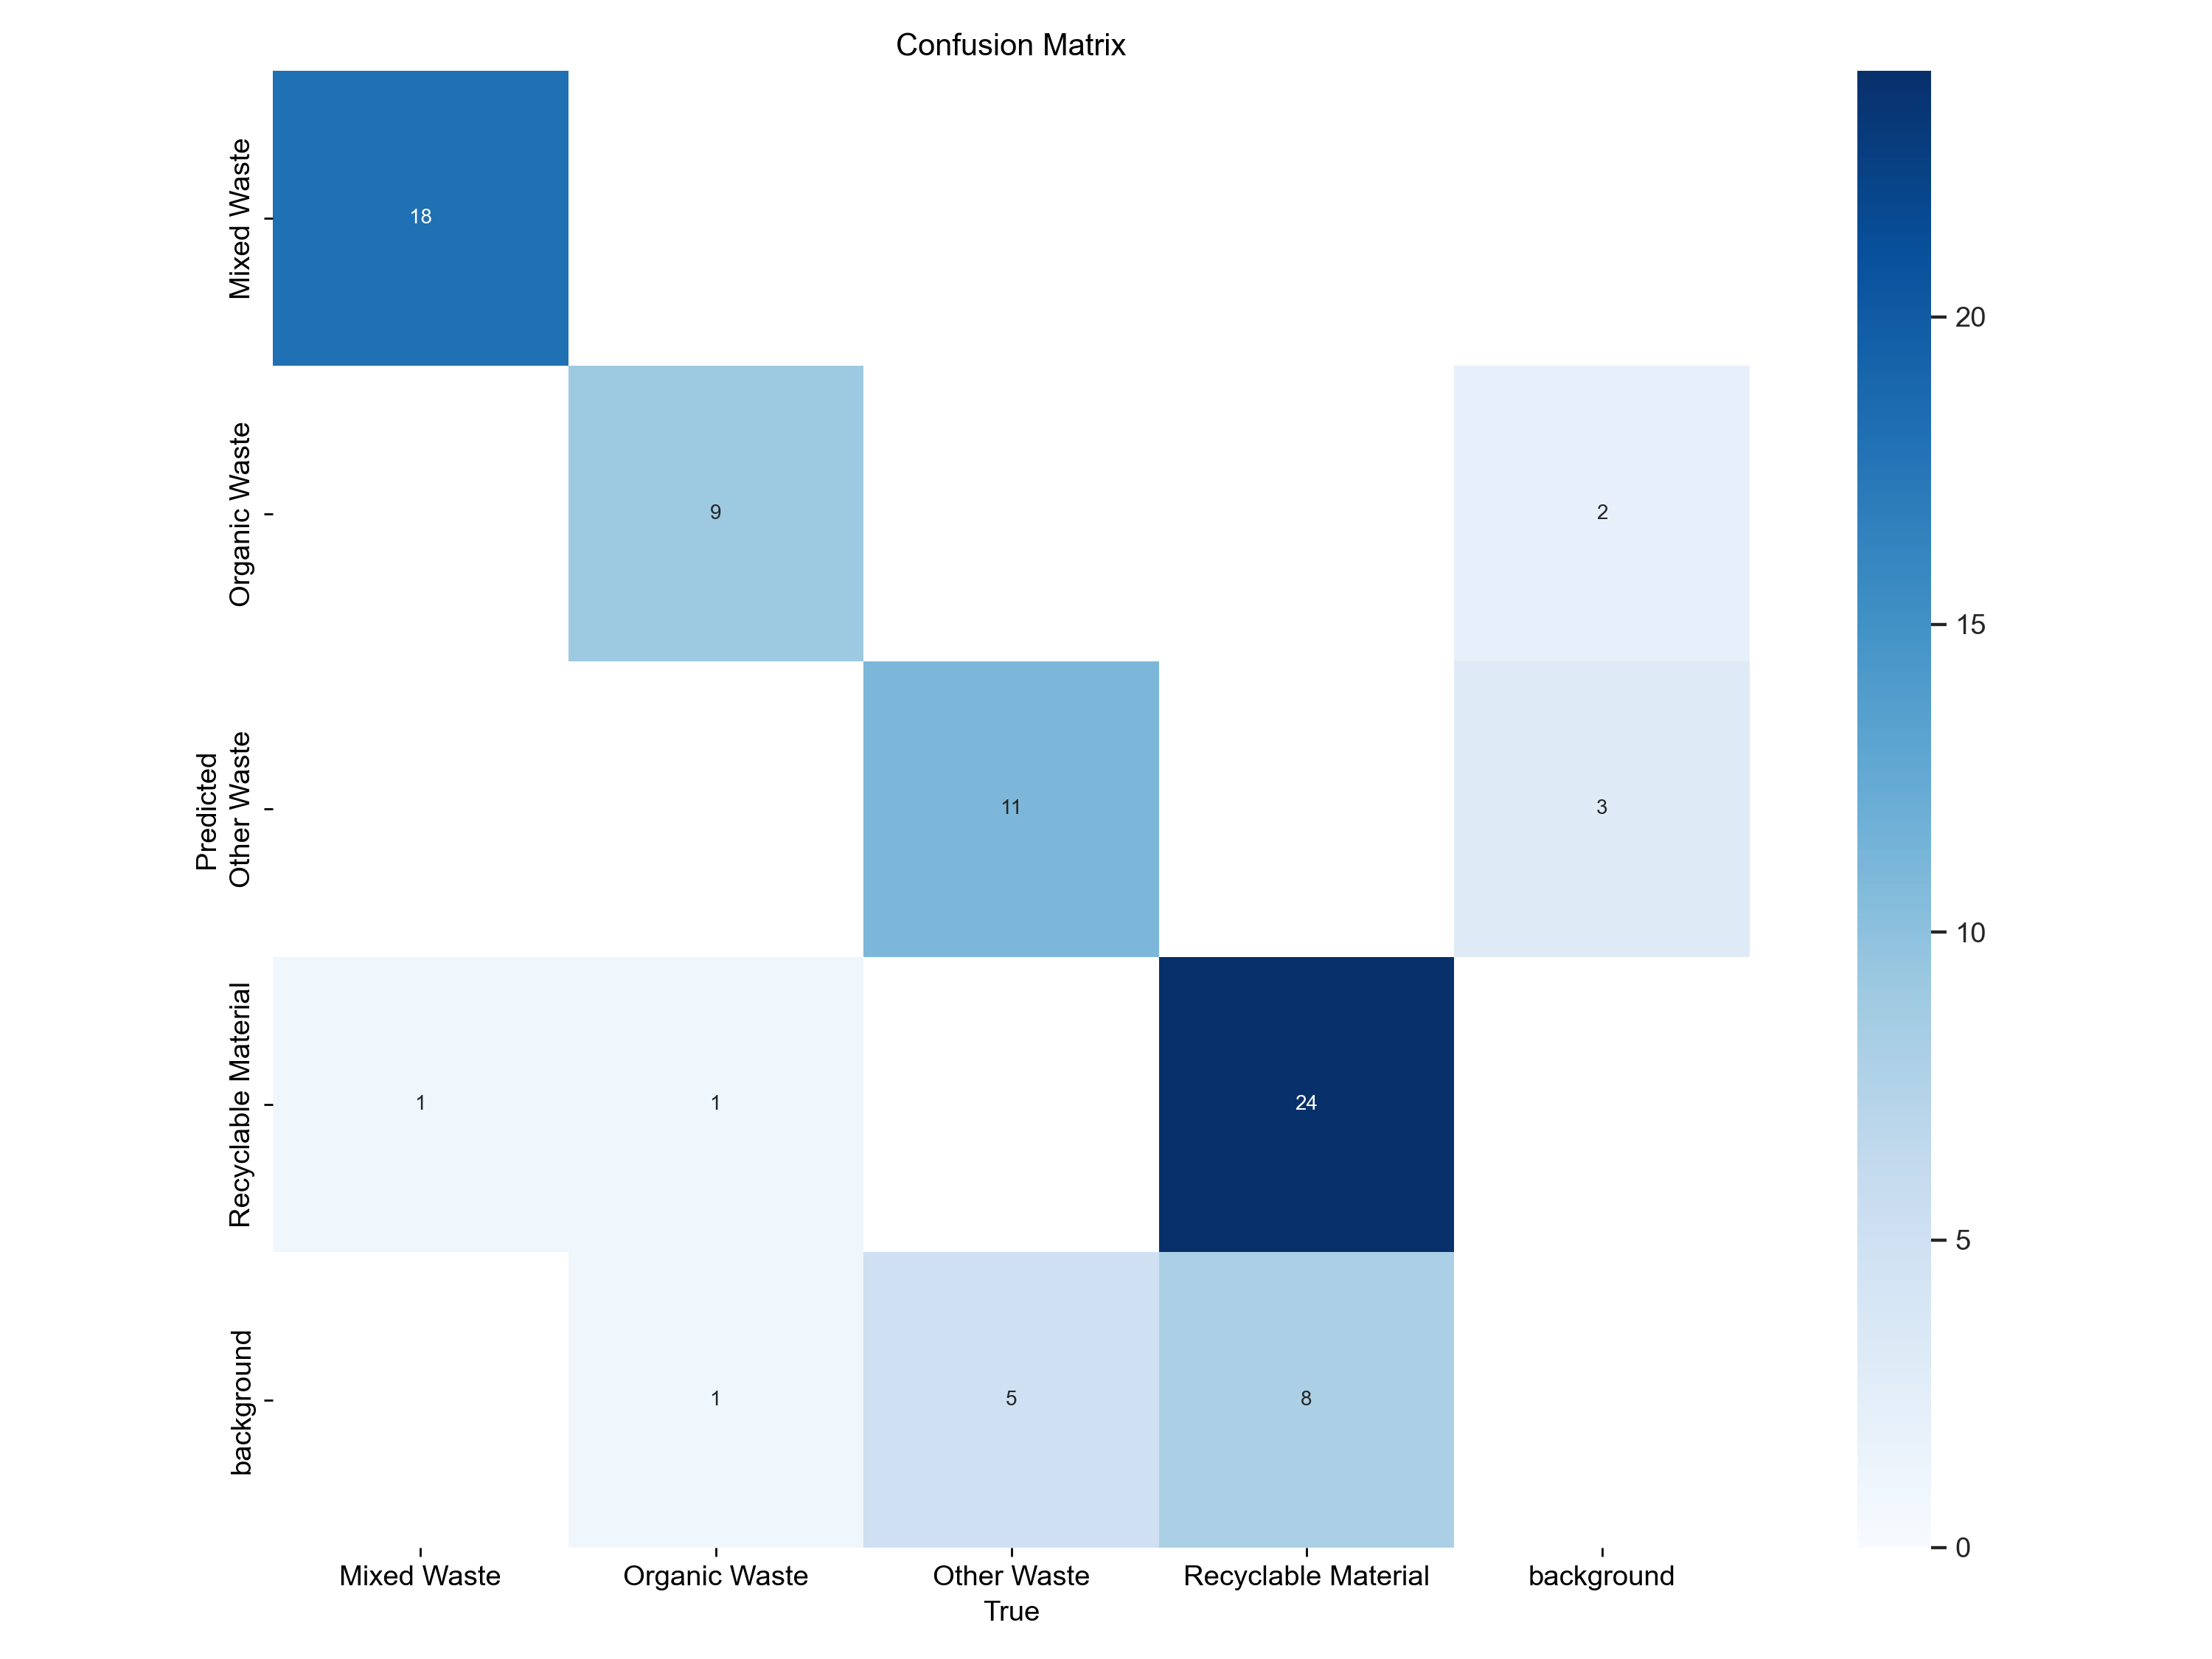 Confusion Matrix
Mixed Waste
18
Organic Waste
9
2
Predicted
Other Waste
11
3
Recyclable Material
1
1
24
background
1
5
8
Mixed Waste
Organic Waste
Other Waste
Recyclable Material
background
True
20
15
10
5
0